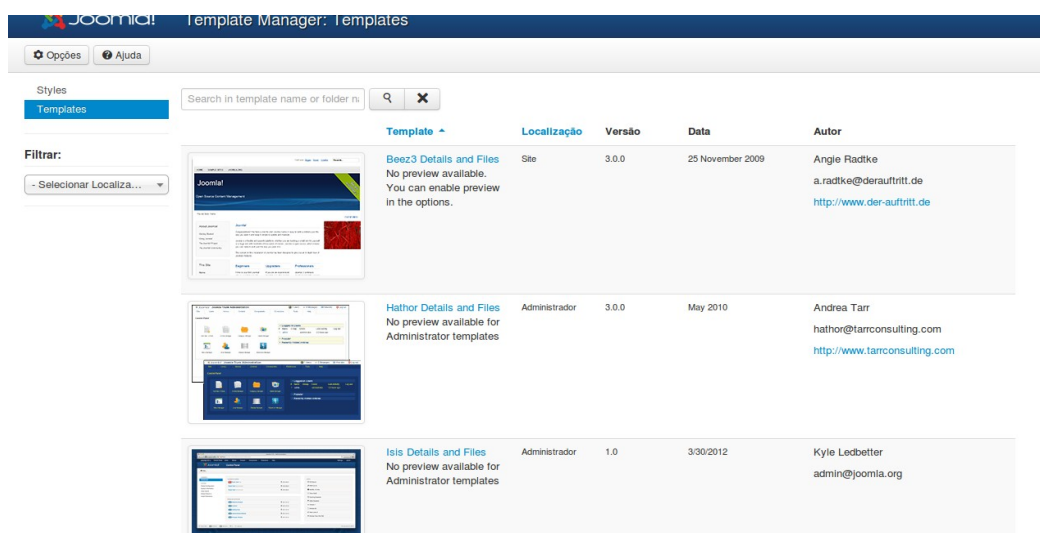 Joomla! Template Manager: Templates
Opções Ajuda
Styles
Templates
Filtrar:
- Selecionar Localiza...
Search in template name or folder n
Template Localização Versão Data Autor
Beez3 Details and Files Site 3.0.0 25 November 2009 Angie Radtke
No preview available.
You can enable preview
in the options.
a.radtke@derauftritt.de
http://www.der-auftritt.de
Joomla!
Hathor Details and Files Administrador 3.0.0 May 2010 Andrea Tarr
No preview available for
Administrator templates
hathor@tarrconsulting.com
http://www.tarrconsulting.com
Isis Details and Files Administrador 1.0 3/30/2012 Kyle Ledbetter
No preview available for
Administrator templates
admin@joomla.org